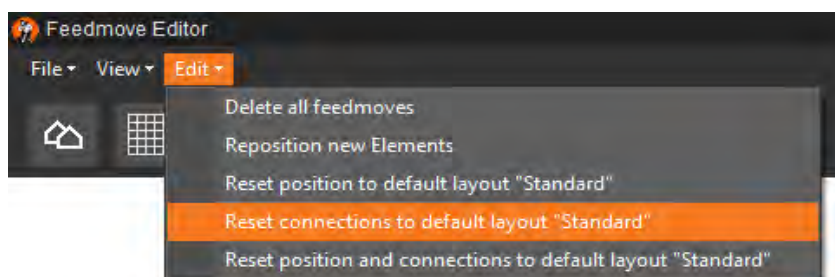 Feedmove Editor
File View Edit
Delete all feedmoves
Reposition new Elements
Reset position to default layout "Standard"
Reset connections to default layout "Standard"
Reset position and connections to default layout "Standard"